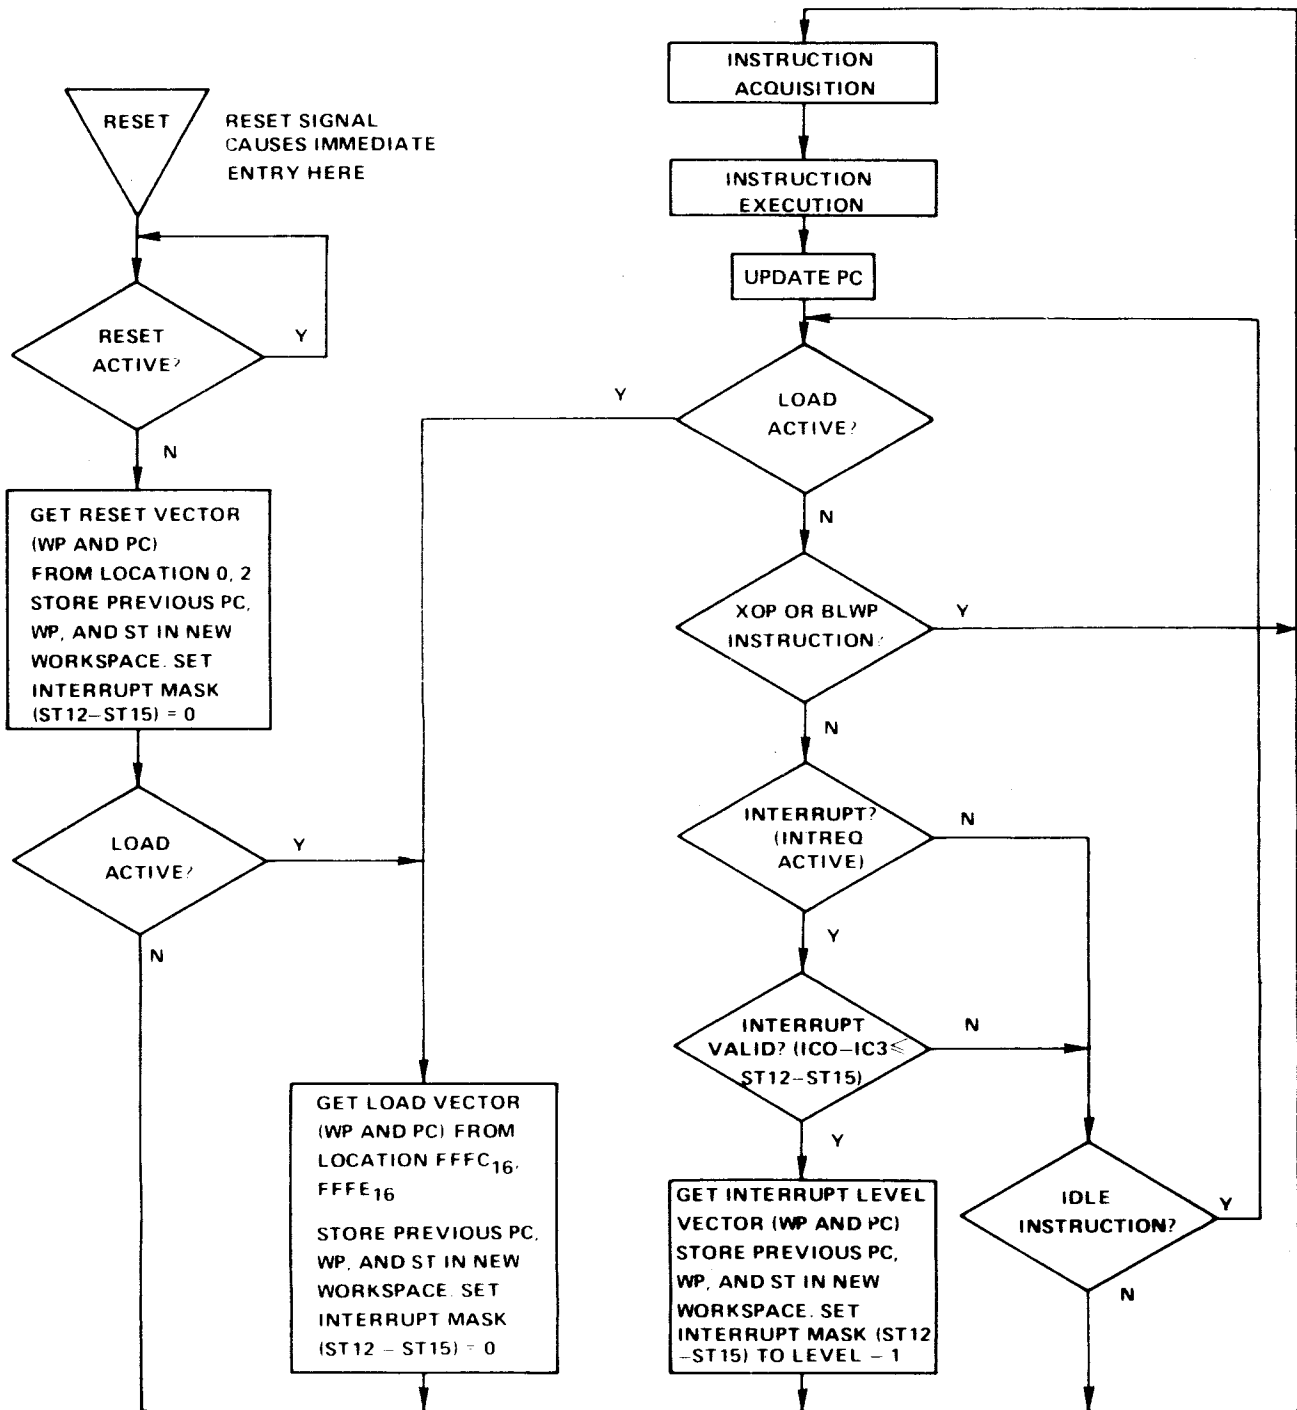 RESET
RESET SIGNAL
CAUSES IMMEDIATE
ENTRY HERE
RESET
ACTIVE?
Y
N
GET RESET VECTOR
(WP AND PC)
FROM LOCATION 0, 2
STORE PREVIOUS PC,
WP, AND ST IN NEW
WORKSPACE. SET
INTERRUPT MASK
(ST12–ST15) = 0
LOAD
ACTIVE?
Y
N
GET LOAD VECTOR
(WP AND PC) FROM
LOCATION FFFC16,
FFFE16
STORE PREVIOUS PC,
WP, AND ST IN NEW
WORKSPACE. SET
INTERRUPT MASK
(ST12 – ST15) = 0
INSTRUCTION
ACQUISITION
INSTRUCTION
EXECUTION
UPDATE PC
LOAD
ACTIVE?
Y
N
XOP OR BLWP
INSTRUCTION?
Y
N
INTERRUPT?
(INTREQ
ACTIVE)
N
Y
INTERRUPT
VALID? (IC0–IC3≤
ST12–ST15)
N
Y
GET INTERRUPT LEVEL
VECTOR (WP AND PC)
STORE PREVIOUS PC,
WP, AND ST IN NEW
WORKSPACE. SET
INTERRUPT MASK (ST12
–ST15) TO LEVEL – 1
IDLE
INSTRUCTION?
Y
N